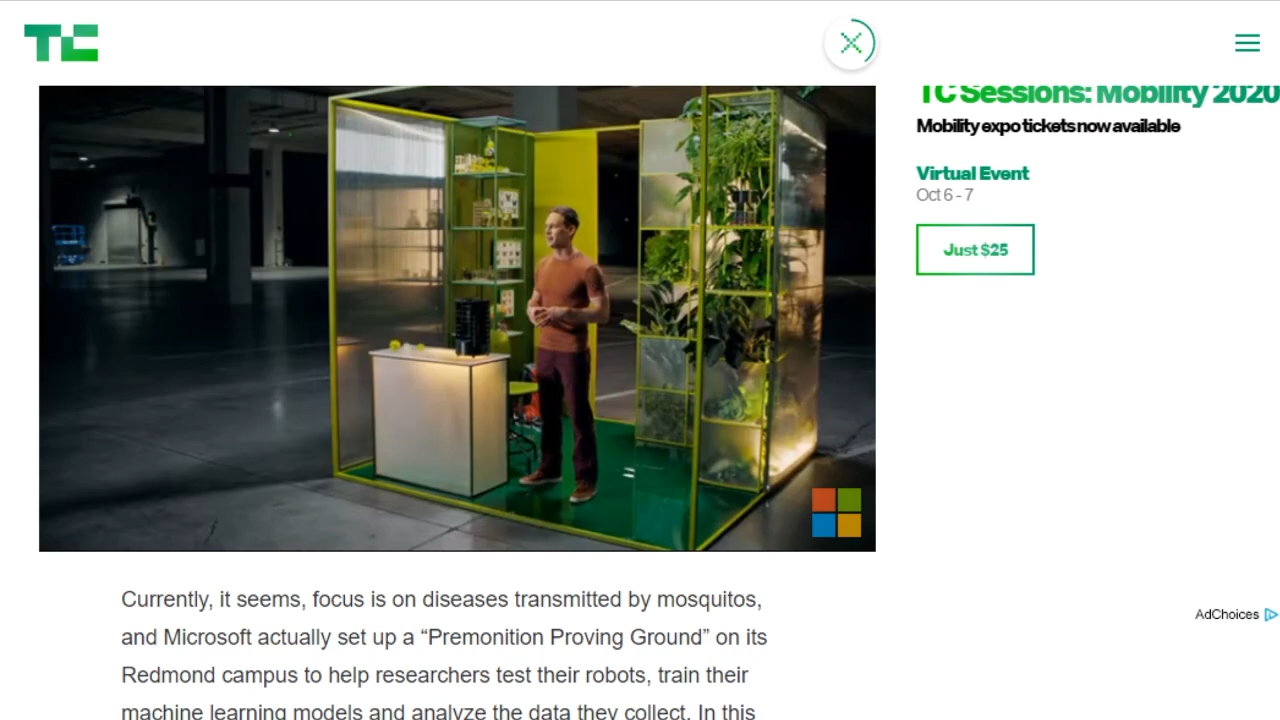 TC
TC Sessions: Mobility 2020
Mobility expo tickets now available
Virtual Event
Oct 6 - 7
Just $25
Currently, it seems, focus is on diseases transmitted by mosquitos,
and Microsoft actually set up a “Premonition Proving Ground” on its
AdChoices
Redmond campus to help researchers test their robots, train their
machine learning models and analyze the data they collect. In this